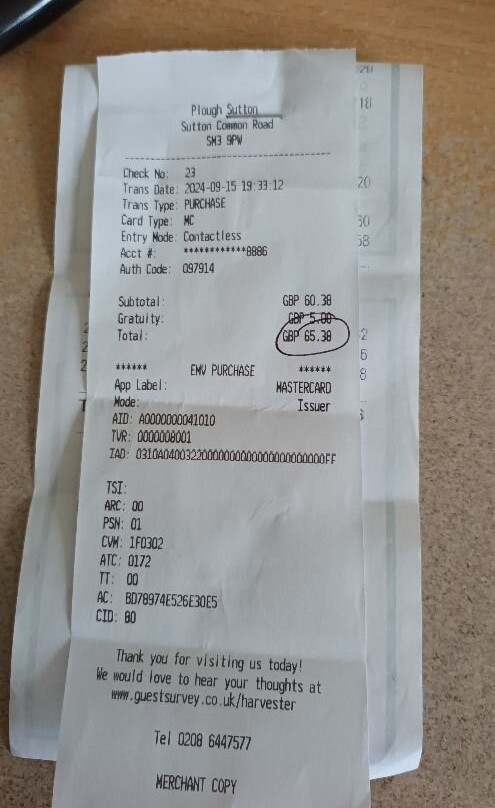 Plough Sutton
Sutton Common Road
SM3 9PW
Check No: 23
Trans Date: 2024-09-15 19:33:12
Trans Type: PURCHASE
Card Type: MC
Entry Mode: Contactless
Acct #: ************8886
Auth Code: 097914
Subtotal: GBP 60.38
Gratuity: GBP 5.00
Total: GBP 65.38
****** EMV PURCHASE ******
App Label: MASTERCARD
Mode: Issuer
AID: A0000000041010
TVR: 0000008001
TSI:
ARC: 00
PSN: 01
CVM: 1F0302
ATC: 0172
TT: 00
AC: BD78974E526E30E5
CID: 80
Thank you for visiting us today!
We would love to hear your thoughts at
www.guestsurvey.co.uk/harvester
Tel 0208 6447577
MERCHANT COPY